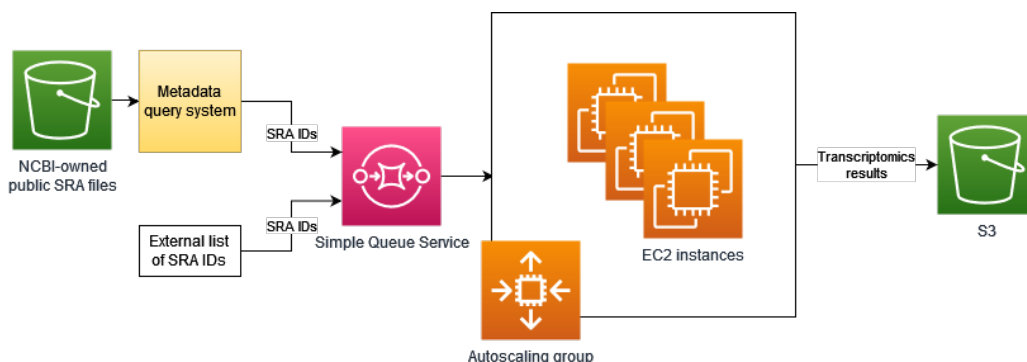 NCBI-owned
public SRA files
Metadata
query system
SRA IDs
External list
of SRA IDs
SRA IDs
Simple Queue Service
EC2 instances
Autoscaling group
Transcriptomics
results
S3